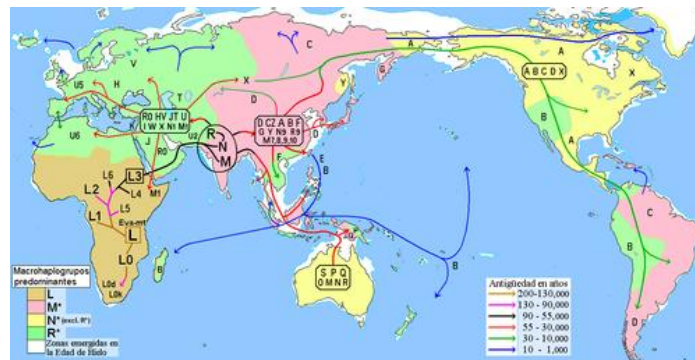 C
A
A
V
X
U5
H
T
X
G
Y
A B C D X
X
D
B
K
R0 HV JT U
I W X N1 M1
D CZ A B F
G Y N9 R9
M7,8,9,10
D
A
U6
J
R0
U2
R
N
M
F
E
B
L6
L3
L2
L4
M1
L5
L1
Eva-mt
L
L0
L0d
L0k
B
Q
S P Q
O M N R
B
C
B
D
Macrohaplogrupos
predominantes
L
M*
N* (excl. R*)
R*
Zonas emergidas en
la Edad de Hielo
Antigüedad en años
200-130,000
130 - 90,000
90 - 55,000
55 - 30,000
30 - 10,000
10 - 1,000